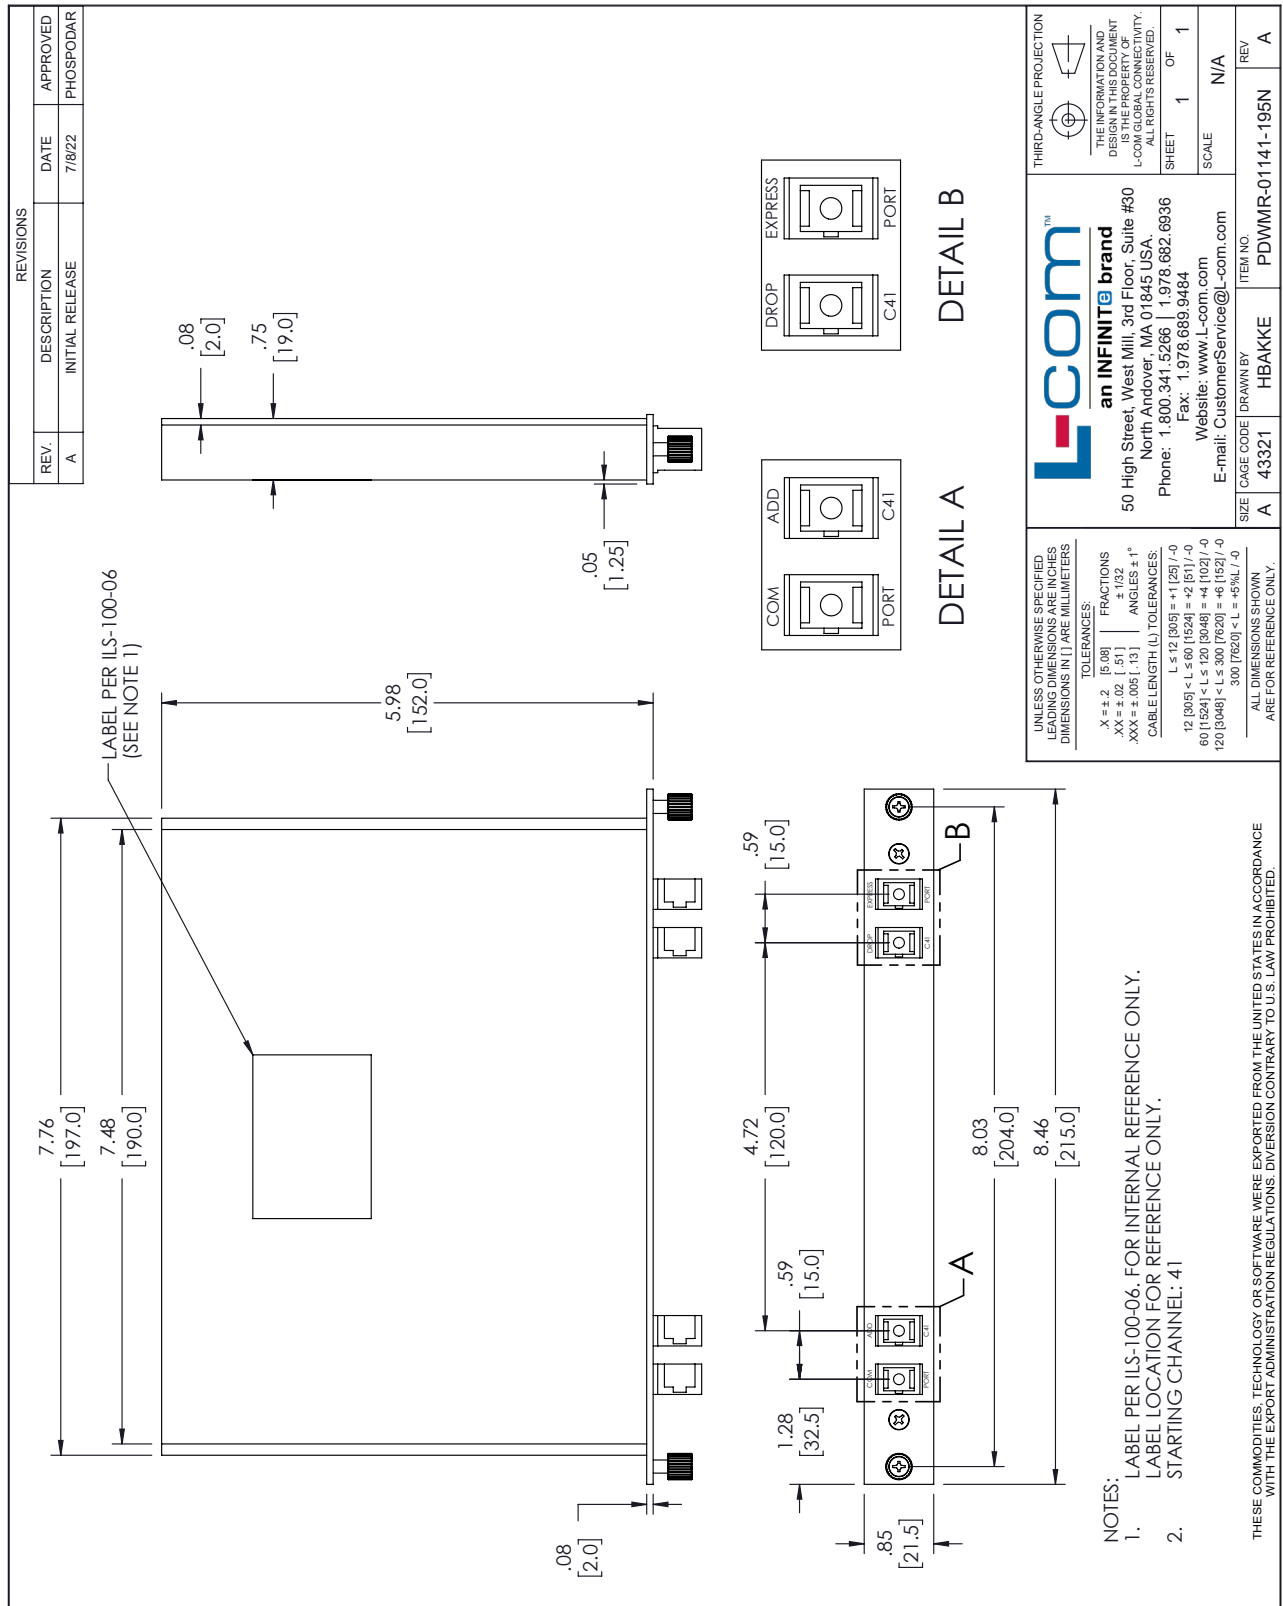 REVISIONS
REV. DESCRIPTION DATE APPROVED
A INITIAL RELEASE 7/8/22 PHOSPODAR
LABEL PER ILS-100-06
(SEE NOTE 1)
7.76
[197.0]
7.48
[190.0]
5.98
[152.0]
.08
[2.0]
.08
[2.0]
.75
[19.0]
.05
[1.25]
1.28
[32.5]
.59
[15.0]
4.72
[120.0]
.59
[15.0]
.85
[21.5]
COM
PORT
ADD
C41
DROP
C41
EXPRESS
PORT
A
B
8.03
[204.0]
8.46
[215.0]
COM ADD
PORT C41
DETAIL A
DROP EXPRESS
C41 PORT
DETAIL B
NOTES:
1. LABEL PER ILS-100-06. FOR INTERNAL REFERENCE ONLY.
LABEL LOCATION FOR REFERENCE ONLY.
2. STARTING CHANNEL: 41
THESE COMMODITIES, TECHNOLOGY OR SOFTWARE WERE EXPORTED FROM THE UNITED STATES IN ACCORDANCE
WITH THE EXPORT ADMINISTRATION REGULATIONS. DIVERSION CONTRARY TO U.S. LAW PROHIBITED.
UNLESS OTHERWISE SPECIFIED
LEADING DIMENSIONS ARE INCHES
DIMENSIONS IN [ ] ARE MILLIMETERS
TOLERANCES:
.X = ± .2 [5.08] FRACTIONS
.XX = ± .02 [ .51] ± 1/32
.XXX = ± .005 [ .13] ANGLES ± 1°
CABLE LENGTH (L) TOLERANCES:
L ≤ 12 [305] = +1 [25] / -0
12 [305] < L ≤ 60 [1524] = +2 [51] / -0
60 [1524] < L ≤ 120 [3048] = +4 [102] / -0
120 [3048] < L ≤ 300 [7620] = +6 [152] / -0
300 [7620] < L = +5%L / -0
ALL DIMENSIONS SHOWN
ARE FOR REFERENCE ONLY.
L-com™
an INFINITe brand
50 High Street, West Mill, 3rd Floor, Suite #30
North Andover, MA 01845 USA.
Phone: 1.800.341.5266 | 1.978.682.6936
Fax: 1.978.689.9484
Website: www.L-com.com
E-mail: CustomerService@L-com.com
THIRD-ANGLE PROJECTION
THE INFORMATION AND
DESIGN IN THIS DOCUMENT
IS THE PROPERTY OF
L-COM GLOBAL CONNECTIVITY.
ALL RIGHTS RESERVED.
SHEET 1 OF 1
SCALE N/A
SIZE A
CAGE CODE 43321
DRAWN BY HBAKKE
ITEM NO. PDWMR-01141-195N
REV A